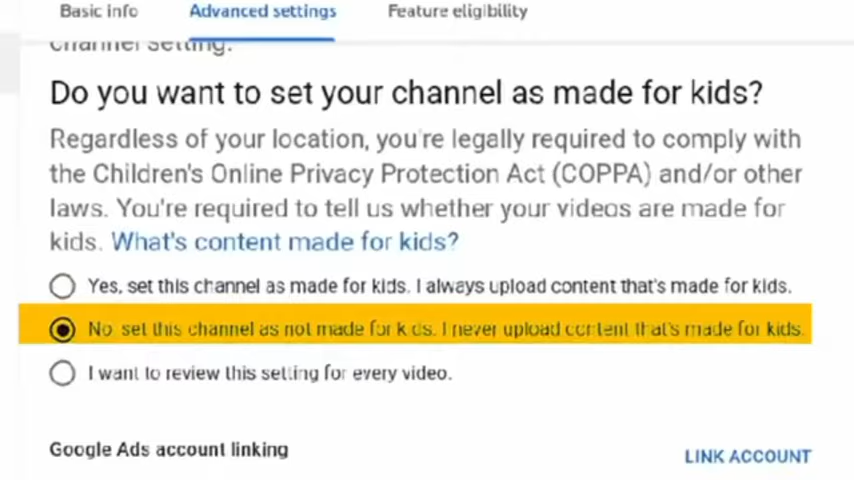 Basic info Advanced settings Feature eligibility
channel setting.
Do you want to set your channel as made for kids?
Regardless of your location, you're legally required to comply with
the Children's Online Privacy Protection Act (COPPA) and/or other
laws. You're required to tell us whether your videos are made for
kids. What's content made for kids?
Yes, set this channel as made for kids. I always upload content that's made for kids.
No, set this channel as not made for kids. I never upload content that's made for kids.
I want to review this setting for every video.
Google Ads account linking
LINK ACCOUNT